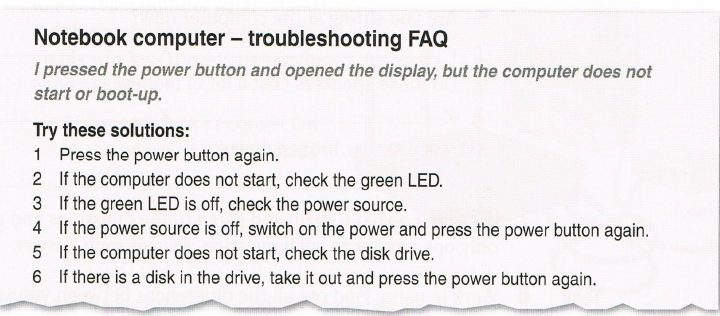 Notebook computer – troubleshooting FAQ
I pressed the power button and opened the display, but the computer does not
start or boot-up.
Try these solutions:
1 Press the power button again.
2 If the computer does not start, check the green LED.
3 If the green LED is off, check the power source.
4 If the power source is off, switch on the power and press the power button again.
5 If the computer does not start, check the disk drive.
6 If there is a disk in the drive, take it out and press the power button again.